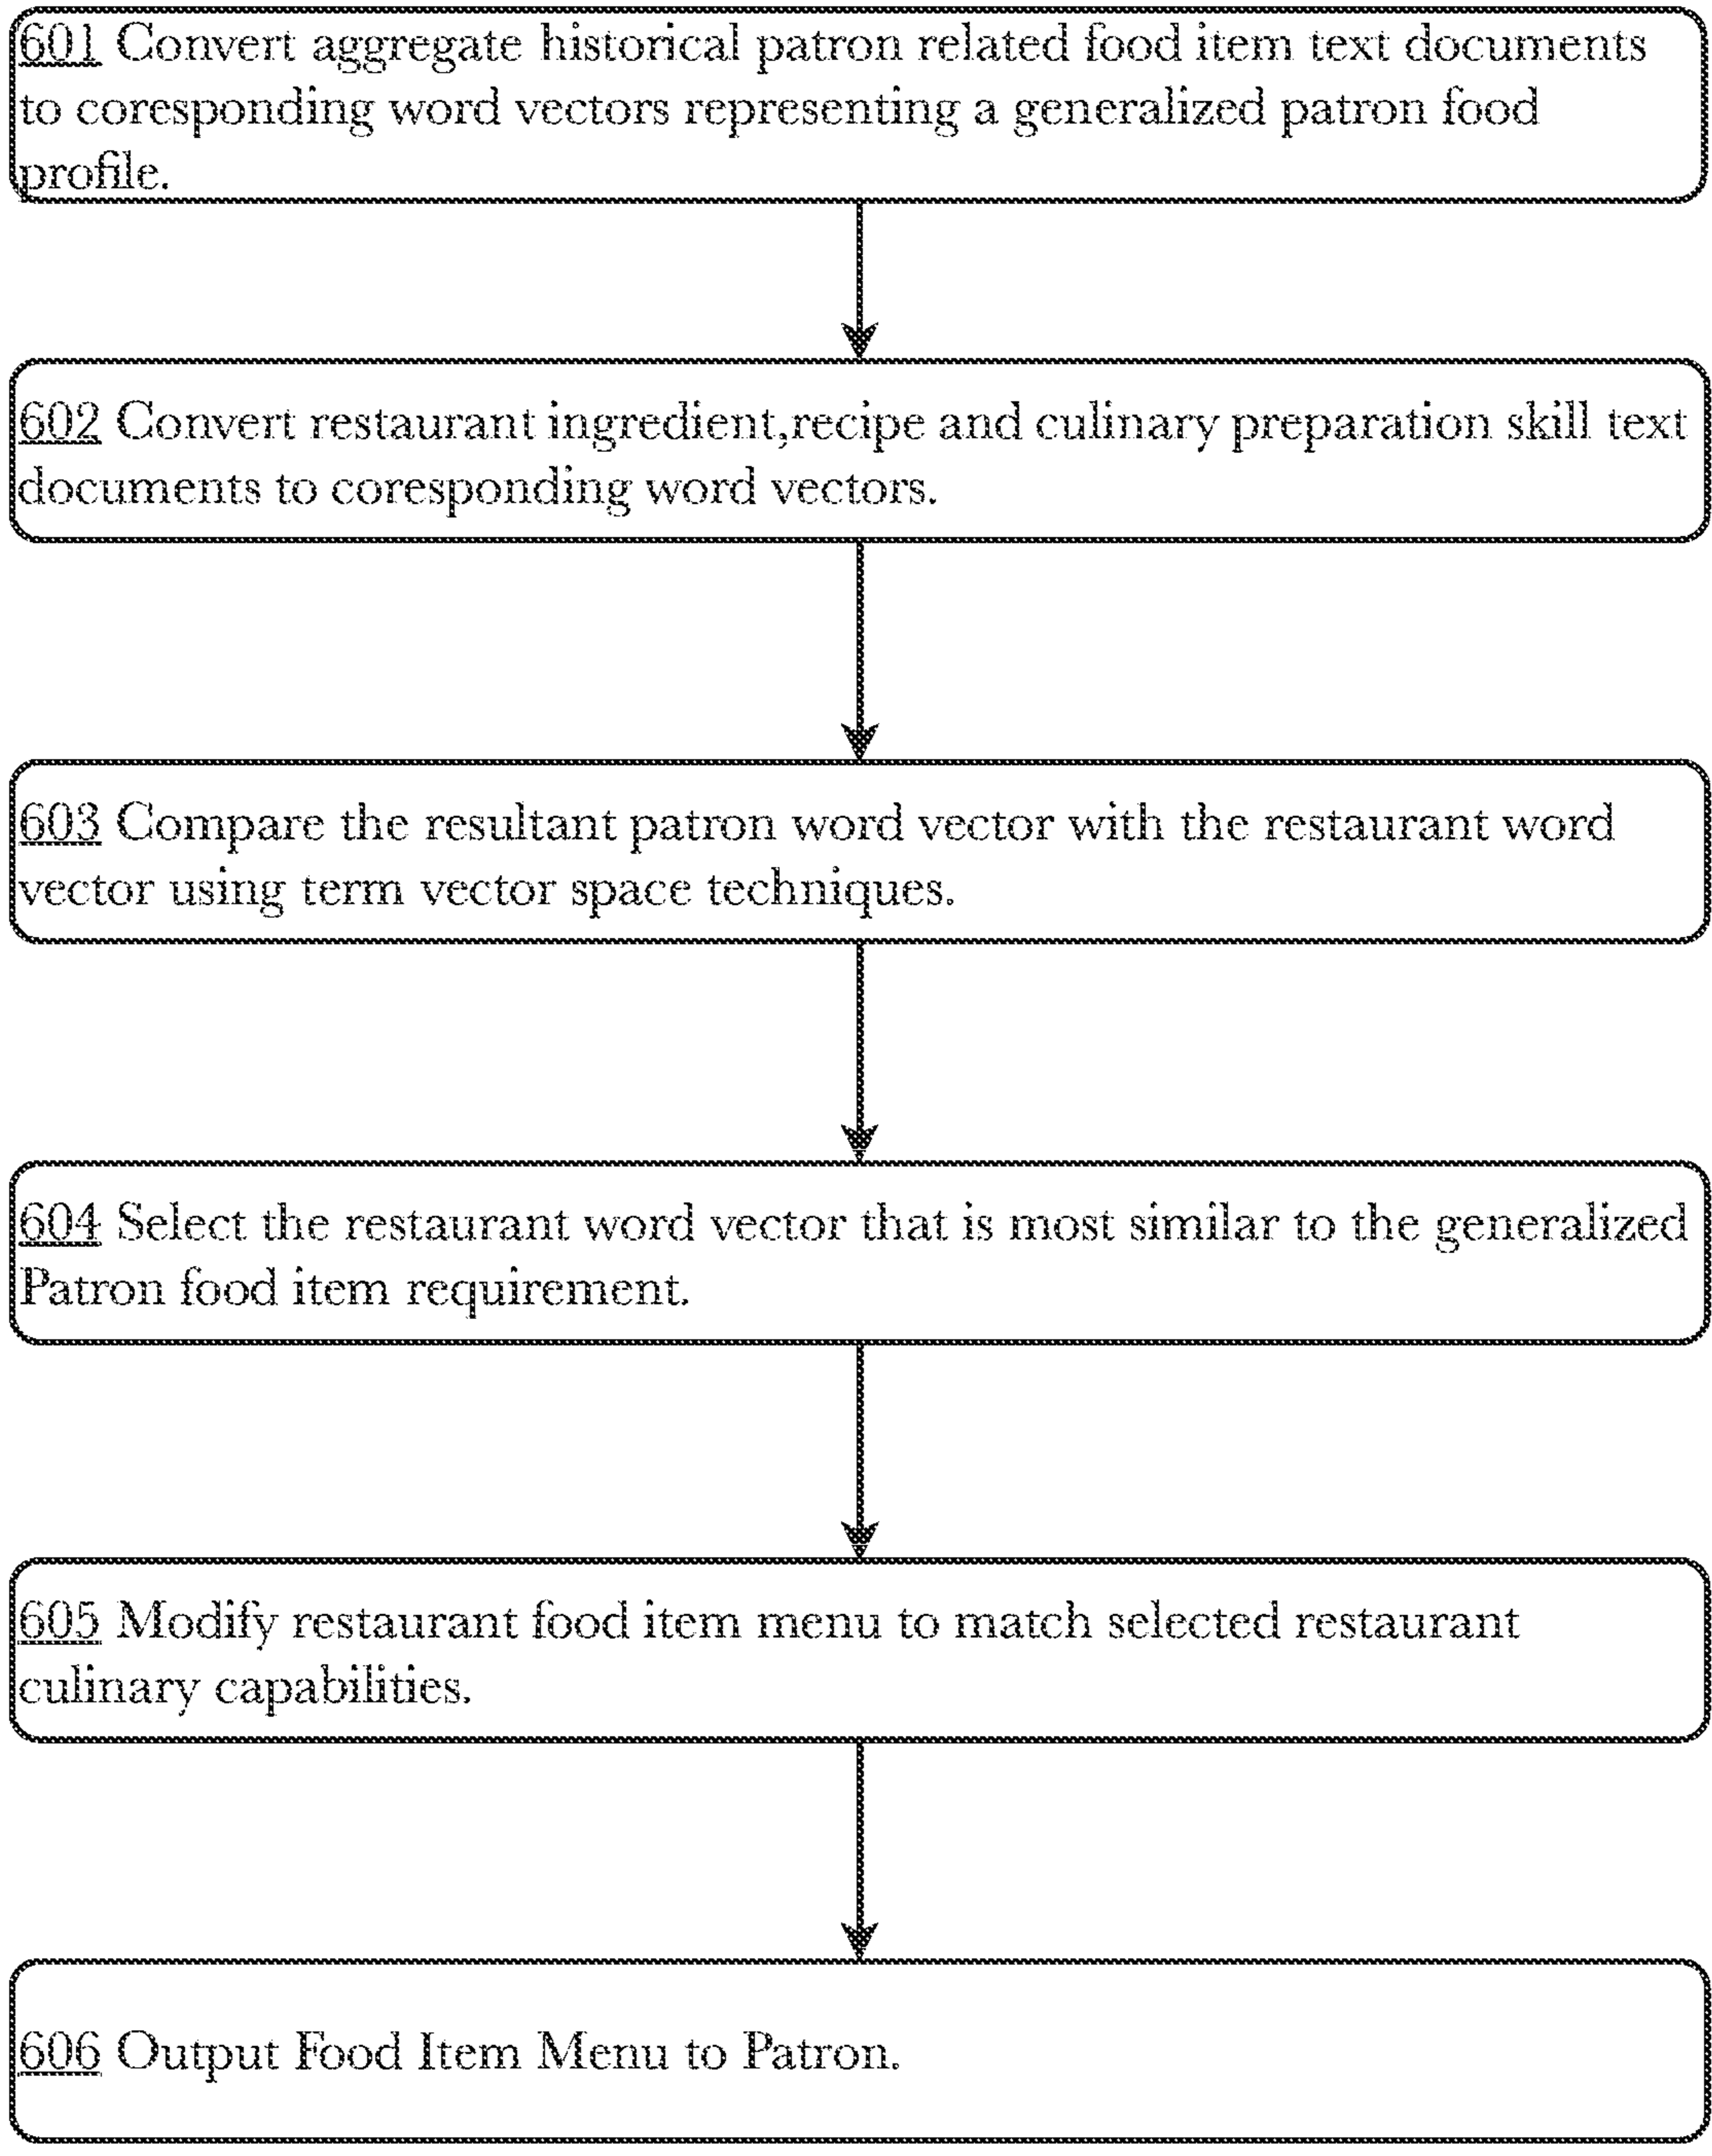 601 Convert aggregate historical patron related food item text documents
to coresponding word vectors representing a generalized patron food
profile.
602 Convert restaurant ingredient,recipe and culinary preparation skill text
documents to coresponding word vectors.
603 Compare the resultant patron word vector with the restaurant word
vector using term vector space techniques.
604 Select the restaurant word vector that is most similar to the generalized
Patron food item requirement.
605 Modify restaurant food item menu to match selected restaurant
culinary capabilities.
606 Output Food Item Menu to Patron.